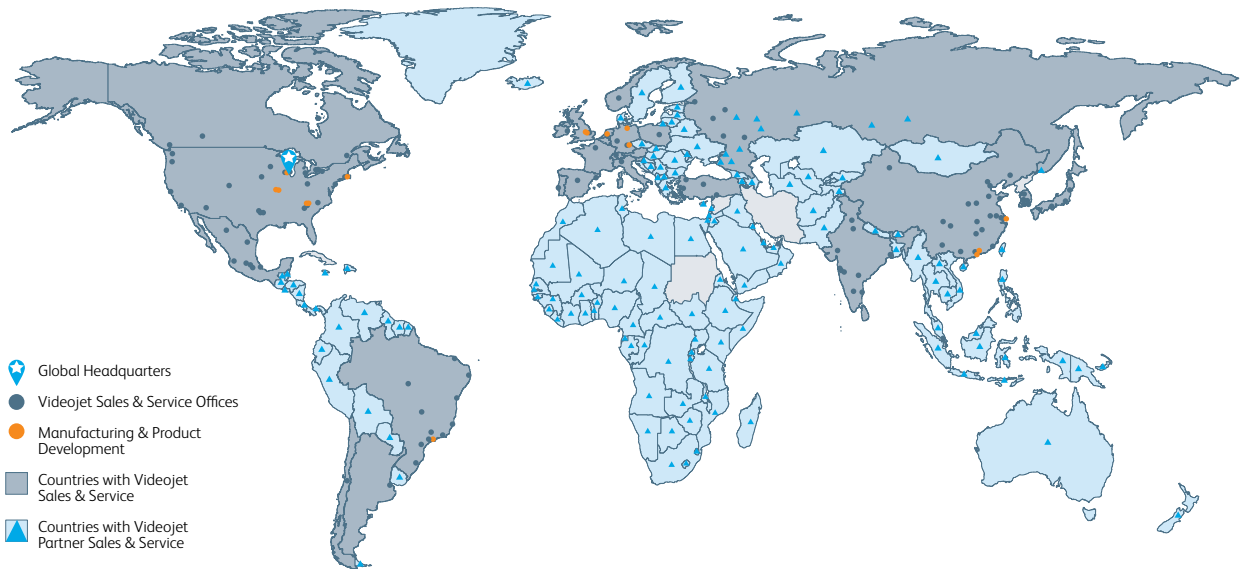 Global Headquarters
Videojet Sales & Service Offices
Manufacturing & Product
Development
Countries with Videojet
Sales & Service
Countries with Videojet
Partner Sales & Service